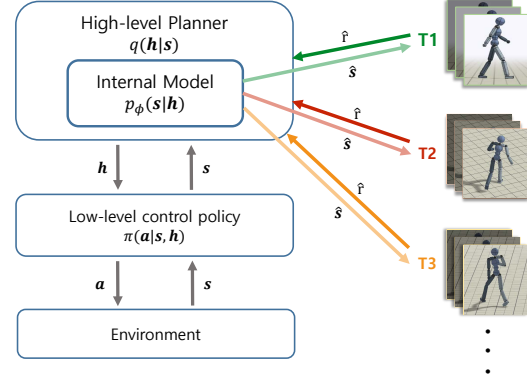 High-level Planner
q(h|s)
Internal Model
pϕ(s|h)
r̂
ŝ
T1
r̂
ŝ
T2
r̂
ŝ
T3
h
s
Low-level control policy
π(a|s, h)
a
s
Environment